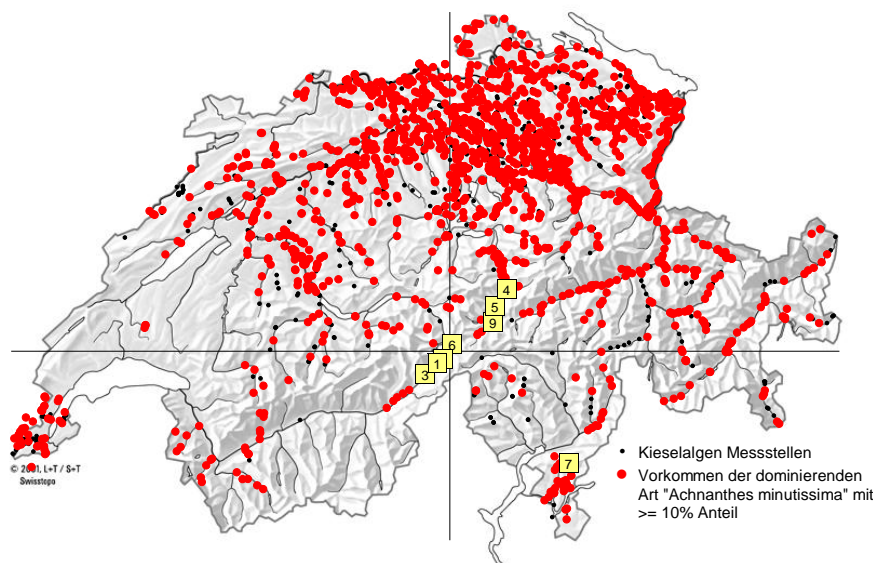 4
5
9
6
1
3
7
© 2001, L+T / S+T
Swisstopo
Kieselalgen Messstellen
Vorkommen der dominierenden
Art "Achnanthes minutissima" mit
>= 10% Anteil